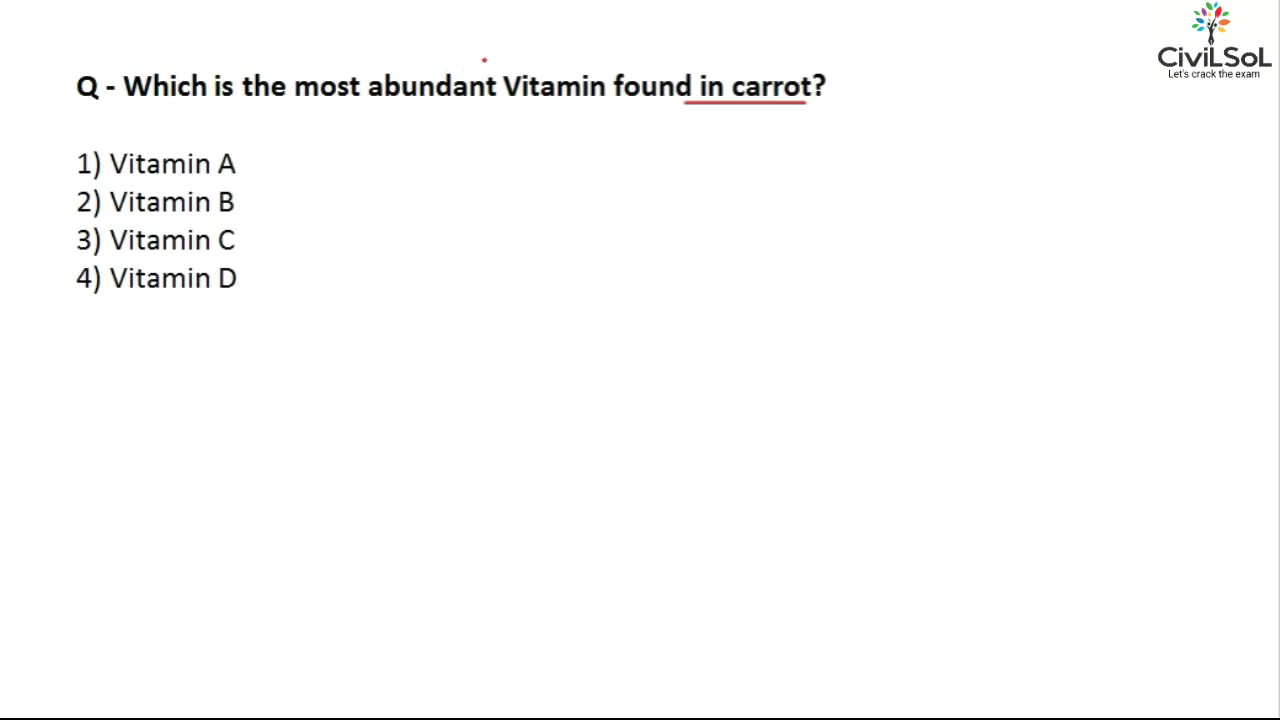 CiviLSoL
Let's crack the exam
Q - Which is the most abundant Vitamin found in carrot?
1) Vitamin A
2) Vitamin B
3) Vitamin C
4) Vitamin D